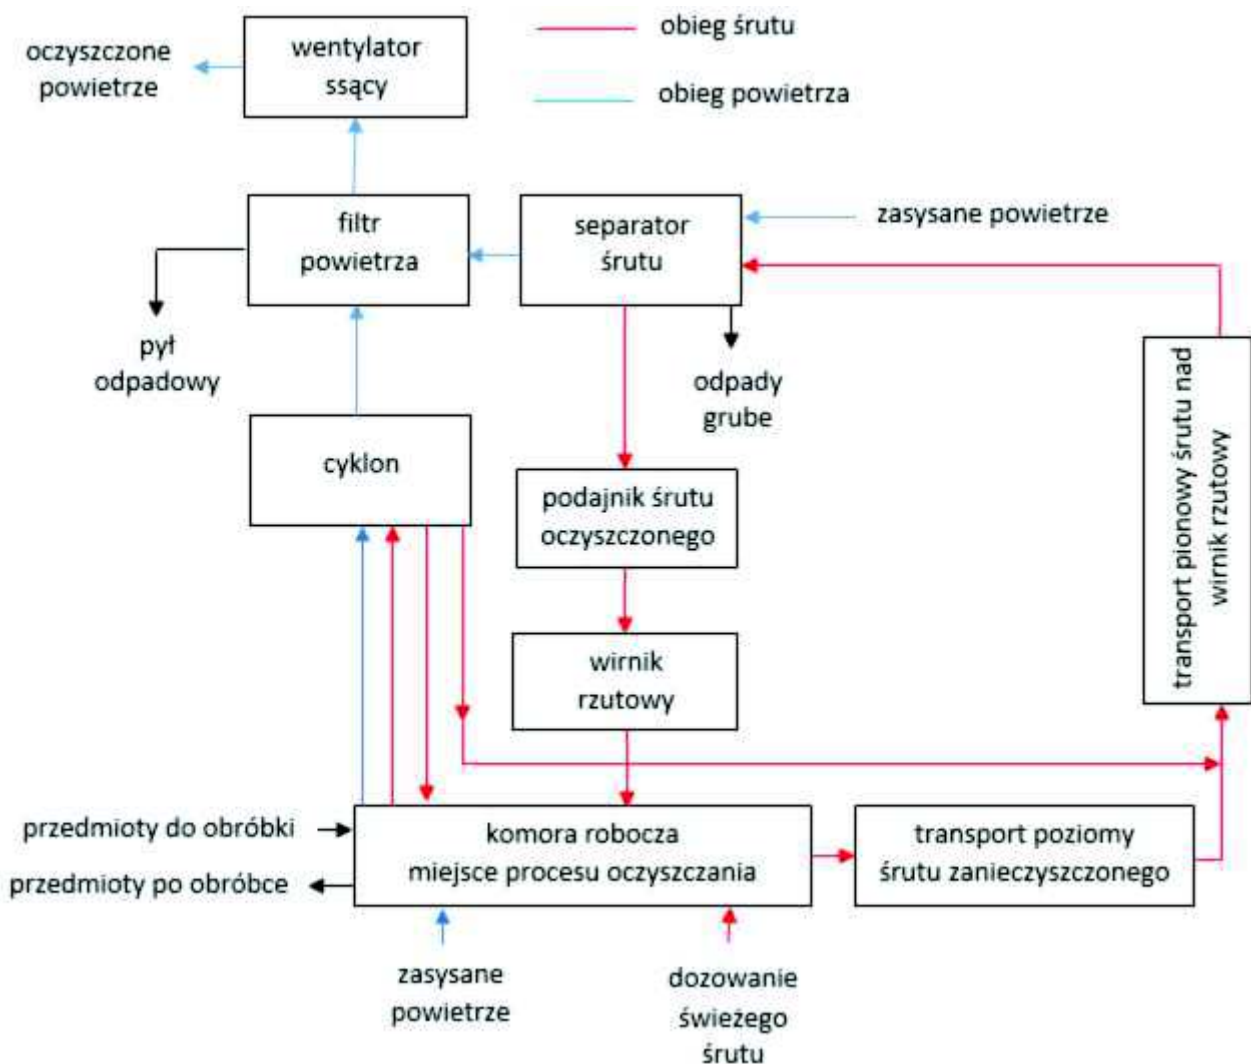 oczyszczone
powietrze
wentylator
ssący
obieg śrutu
obieg powietrza
filtr
powietrza
separator
śrutu
zasysane powietrze
pył
odpadowy
odpady
grube
cyklon
podajnik śrutu
oczyszczonego
transport pionowy śrutu nad
wirnik rzutowy
wirnik
rzutowy
przedmioty do obróbki
przedmioty po obróbce
komora robocza
miejsce procesu oczyszczania
transport poziomy
śrutu zanieczyszczonego
zasysane
powietrze
dozowanie
świeżego
śrutu